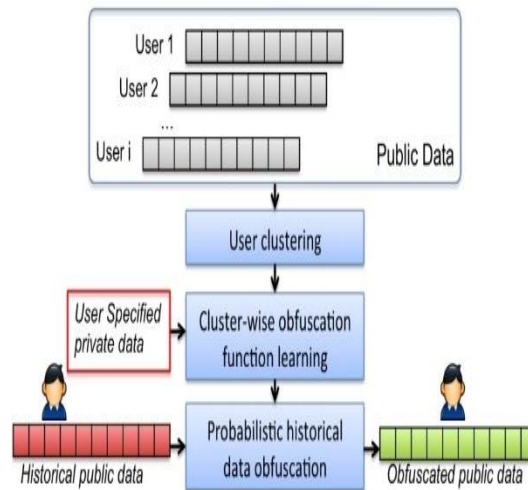 User 1
User 2
...
User i
Public Data
User clustering
User Specified
private data
Cluster-wise obfuscation
function learning
Probabilistic historical
data obfuscation
Historical public data
Obfuscated public data